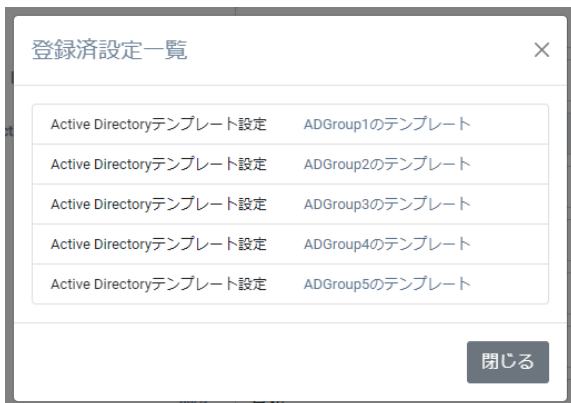 登録済設定一覧
×
Active Directoryテンプレート設定 ADGroup1のテンプレート
Active Directoryテンプレート設定 ADGroup2のテンプレート
Active Directoryテンプレート設定 ADGroup3のテンプレート
Active Directoryテンプレート設定 ADGroup4のテンプレート
Active Directoryテンプレート設定 ADGroup5のテンプレート
閉じる